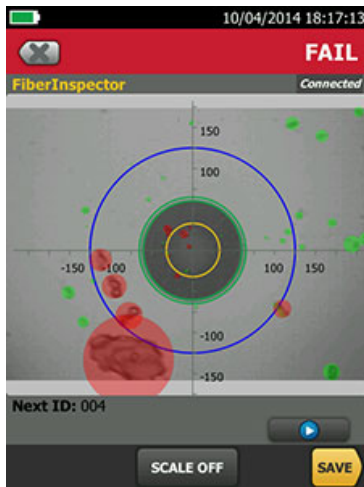 10/04/2014 18:17:13
FAIL
FiberInspector
Connected
150
100
-150 -100 100 150
-100
-150
Next ID: 004
SCALE OFF
SAVE